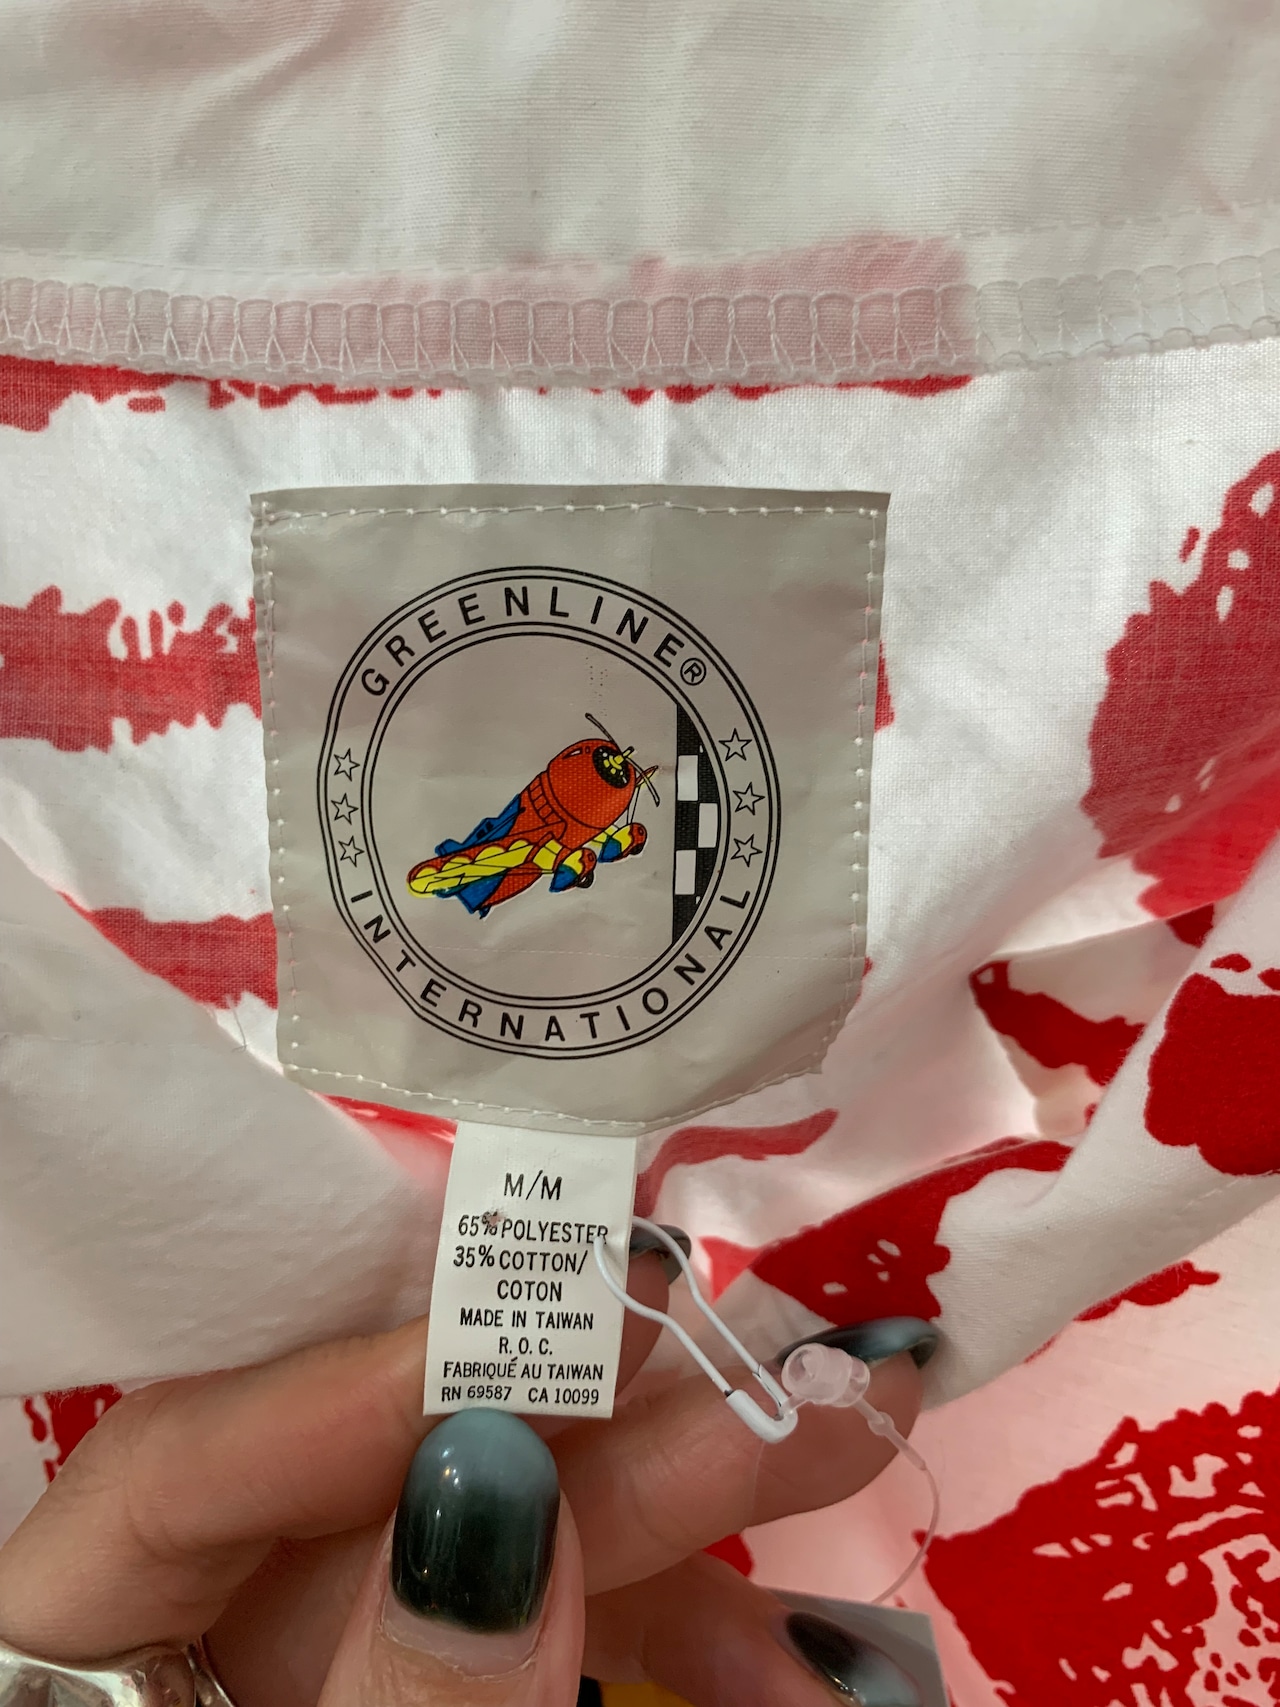 GREENLINE®
INTERNATIONAL
M/M
65% POLYESTER
35% COTTON/
COTON
MADE IN TAIWAN
R. O. C.
FABRIQUÉ AU TAIWAN
RN 69587 CA 10099